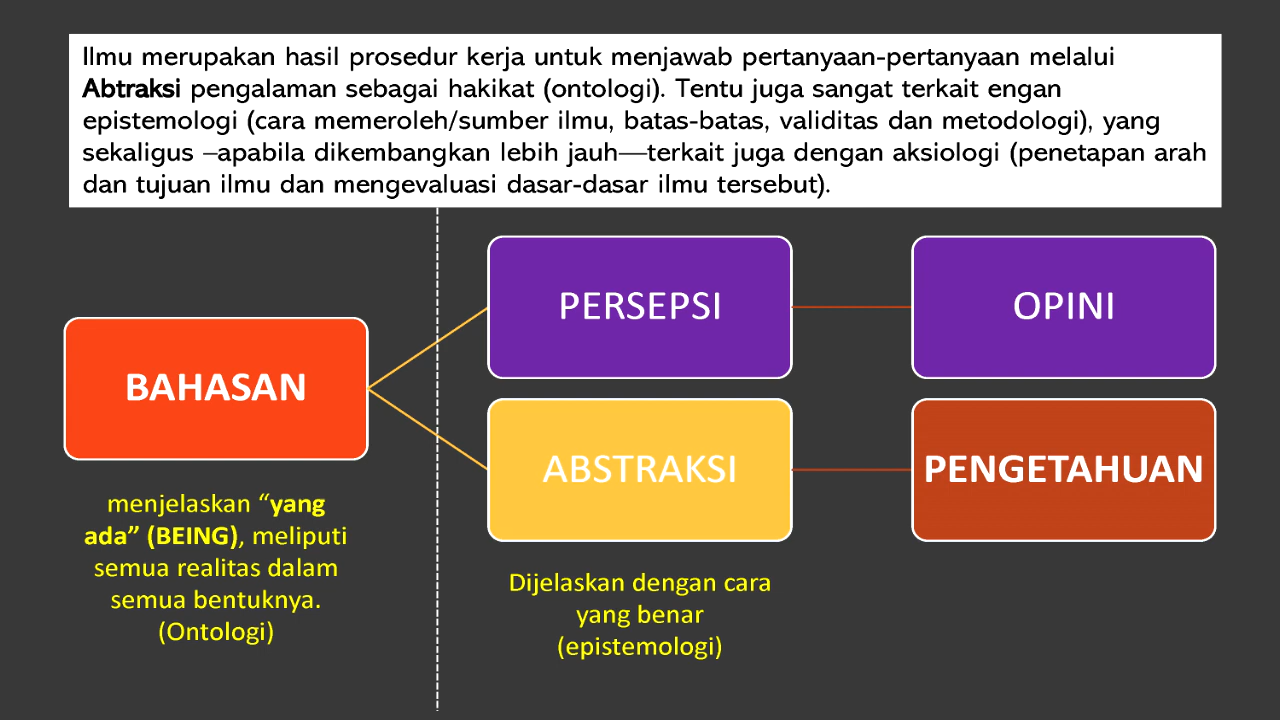 Ilmu merupakan hasil prosedur kerja untuk menjawab pertanyaan-pertanyaan melalui
Abtraksi pengalaman sebagai hakikat (ontologi). Tentu juga sangat terkait engan
epistemologi (cara memeroleh/sumber ilmu, batas-batas, validitas dan metodologi), yang
sekaligus –apabila dikembangkan lebih jauh—terkait juga dengan aksiologi (penetapan arah
dan tujuan ilmu dan mengevaluasi dasar-dasar ilmu tersebut).
BAHASAN
menjelaskan “yang
ada” (BEING), meliputi
semua realitas dalam
semua bentuknya.
(Ontologi)
PERSEPSI
OPINI
ABSTRAKSI
PENGETAHUAN
Dijelaskan dengan cara
yang benar
(epistemologi)